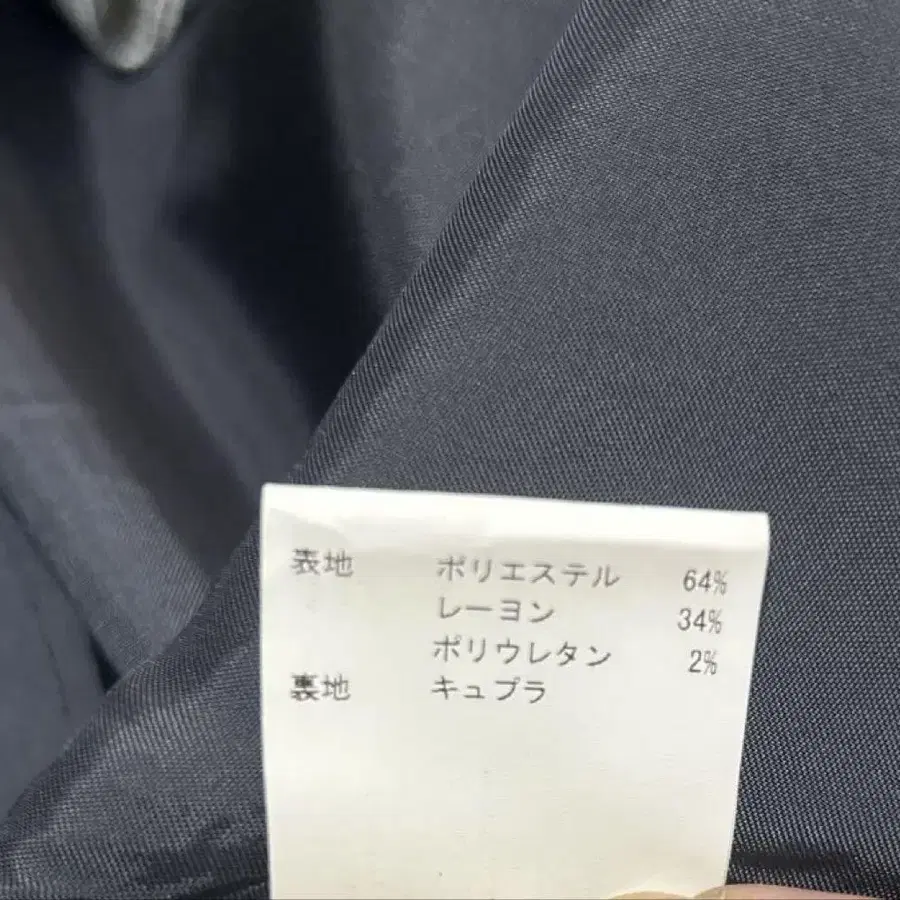 表地 ポリエステル 64%
レーヨン 34%
ポリウレタン 2%
裏地 キュプラ